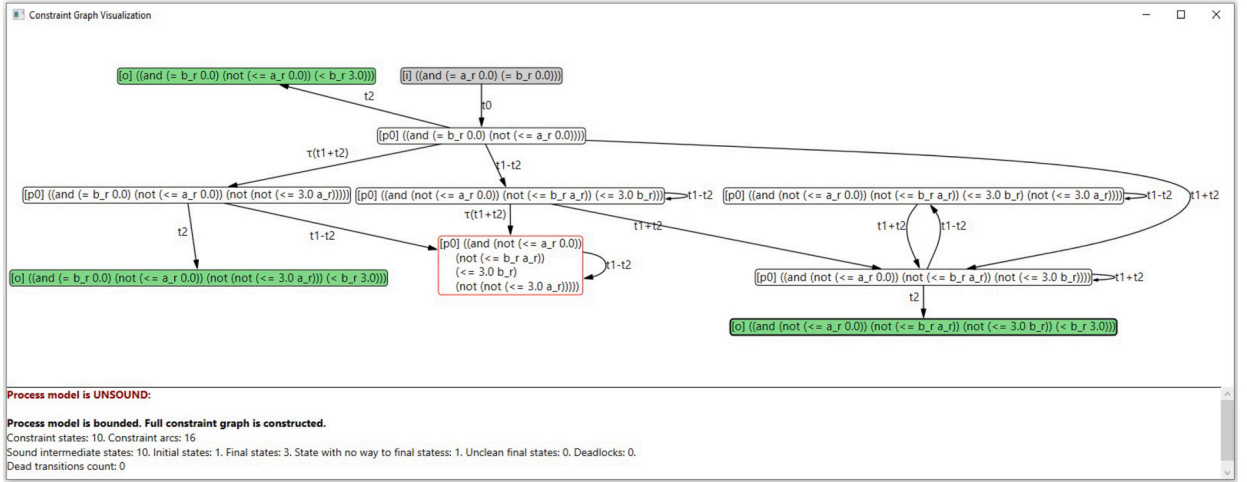 Constraint Graph Visualization
[o] ((and (= b_r 0.0) (not (<= a_r 0.0)) (< b_r 3.0)))
[i] ((and (= a_r 0.0) (= b_r 0.0)))
t2
t0
[p0] ((and (= b_r 0.0) (not (<= a_r 0.0))))
τ(t1+t2)
t1-t2
[p0] ((and (= b_r 0.0) (not (<= a_r 0.0)) (not (not (<= 3.0 a_r)))))
[p0] ((and (not (<= a_r 0.0)) (not (<= b_r a_r)) (<= 3.0 b_r)))
t1-t2
[p0] ((and (not (<= a_r 0.0)) (not (<= b_r a_r)) (<= 3.0 b_r) (not (<= 3.0 a_r))))
t1-t2
t1+t2
τ(t1+t2)
t2
t1-t2
t1+t2
t1+t2
t1-t2
[p0] ((and (not (<= a_r 0.0))
(not (<= b_r a_r))
(<= 3.0 b_r)
(not (not (<= 3.0 a_r)))))
t1-t2
[o] ((and (= b_r 0.0) (not (<= a_r 0.0)) (not (not (<= 3.0 a_r))) (< b_r 3.0)))
[p0] ((and (not (<= a_r 0.0)) (not (<= b_r a_r)) (not (<= 3.0 b_r))))
t1+t2
t2
[o] ((and (not (<= a_r 0.0)) (not (<= b_r a_r)) (not (<= 3.0 b_r)) (< b_r 3.0)))
Process model is UNSOUND:
Process model is bounded. Full constraint graph is constructed.
Constraint states: 10. Constraint arcs: 16
Sound intermediate states: 10. Initial states: 1. Final states: 3. State with no way to final statess: 1. Unclean final states: 0. Deadlocks: 0.
Dead transitions count: 0